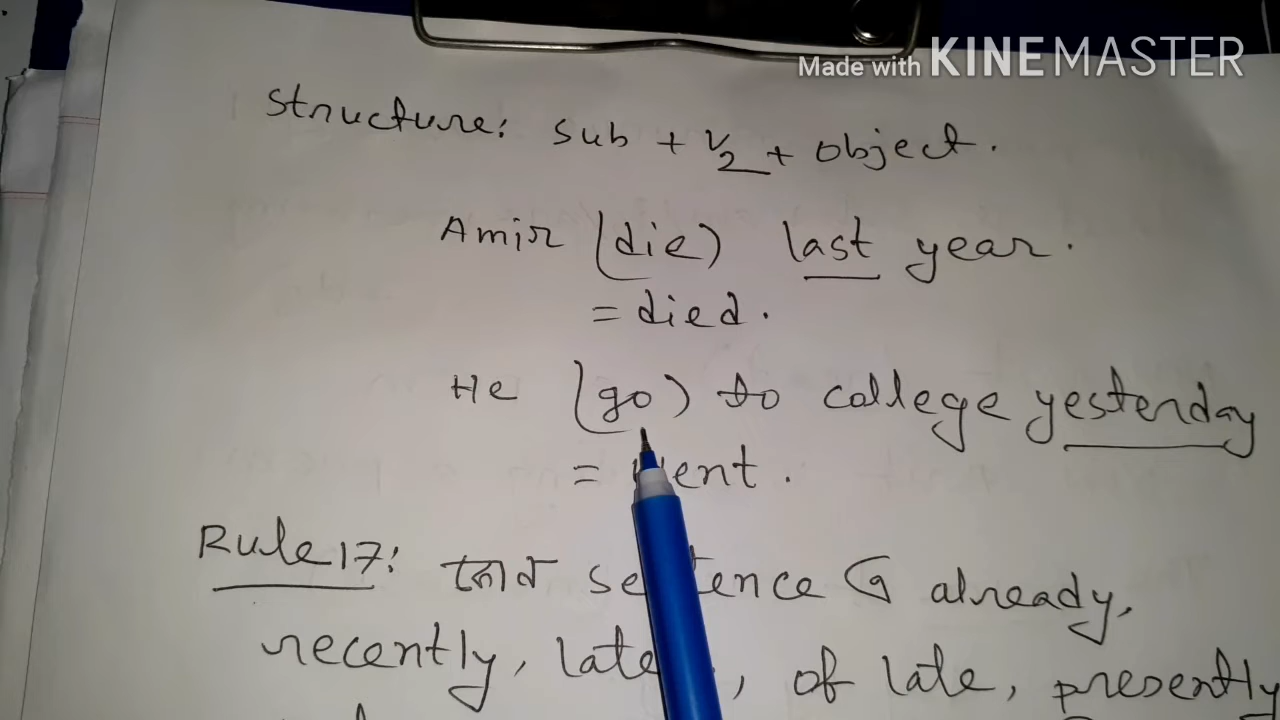 Made with KINEMASTER
Structure: Sub + V2 + object.
Amir (die) last year.
= died.
He (go) to college yesterday
= went.
Rule 17: কোন sentence এ already,
recently, , of late, presently